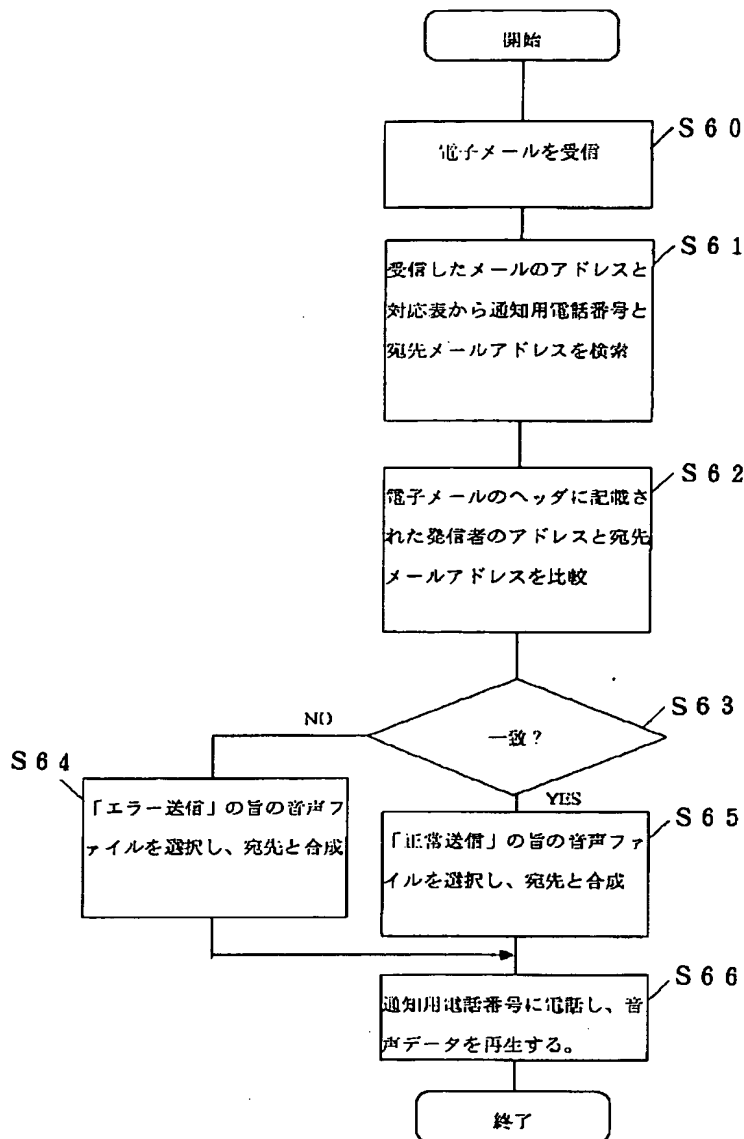 開始
S60
電子メールを受信
S61
受信したメールのアドレスと
対応表から通知用電話番号と
宛先メールアドレスを検索
S62
電子メールのヘッダに記載さ
れた発信者のアドレスと宛先
メールアドレスを比較
S63
一致?
NO
YES
S64
「エラー送信」の旨の音声フ
ァイルを選択し、宛先と合成
S65
「正常送信」の旨の音声ファ
イルを選択し、宛先と合成
S66
通知用電話番号に電話し、音
声データを再生する。
終了